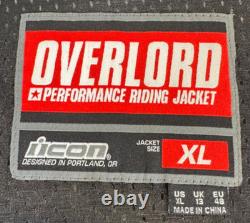 OVERLORD
PERFORMANCE RIDING JACKET
icon
DESIGNED IN PORTLAND, OR
JACKET
SIZE
XL
US UK EU
XL 13 48
MADE IN CHINA